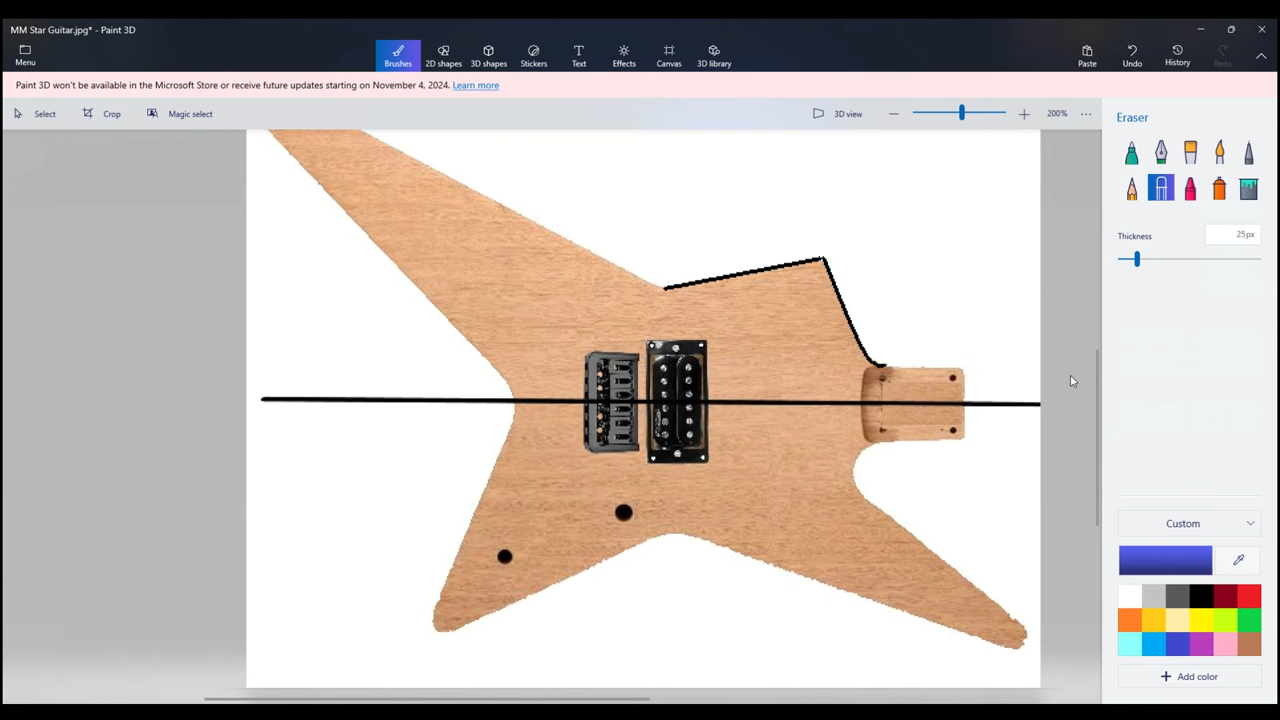 MM Star Guitar.jpg* - Paint 3D
Menu
Brushes
2D shapes
3D shapes
Stickers
Text
Effects
Canvas
3D library
Paste
Undo
History
Redo
Paint 3D won't be available in the Microsoft Store or receive future updates starting on November 4, 2024. Learn more
Select
Crop
Magic select
3D view
200%
Eraser
Thickness
25px
Custom
Add color